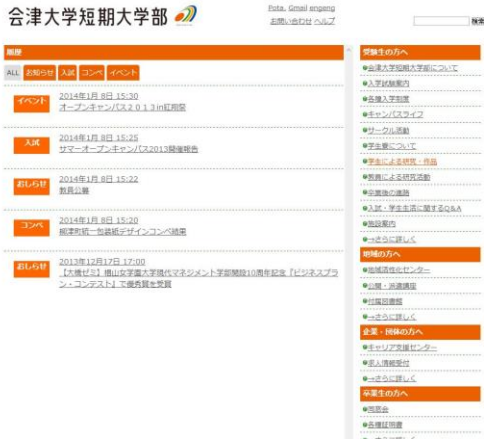 会津大学短期大学部
Pota, Gmail engang
お問い合わせ ヘルプ
検索
履歴
ALL お知らせ 入試 コンペ イベント
イベント
2014年1月 8日 15:30
オープンキャンパス2013in紅翔祭
入試
2014年1月 8日 15:25
サマーオープンキャンパス2013開催報告
おしらせ
2014年1月 8日 15:22
教員公募
コンペ
2014年1月 8日 15:20
柳津町統一包装紙デザインコンペ結果
おしらせ
2013年12月17日 17:00
【大橋ゼミ】椙山女学園大学現代マネジメント学部開設10周年記念『ビジネスプラ
ン・コンテスト』で優秀賞を受賞
受験生の方へ
会津大学短期大学部について
入学試験案内
各種入学制度
キャンパスライフ
サークル活動
学生寮について
学生による研究・作品
教員による研究活動
卒業後の進路
入試・学生生活に関するQ&A
施設案内
→さらに詳しく
地域の方へ
地域活性化センター
公開・派遣講座
付属図書館
→さらに詳しく
企業・団体の方へ
キャリア支援センター
求人情報受付
→さらに詳しく
卒業生の方へ
同窓会
各種証明書